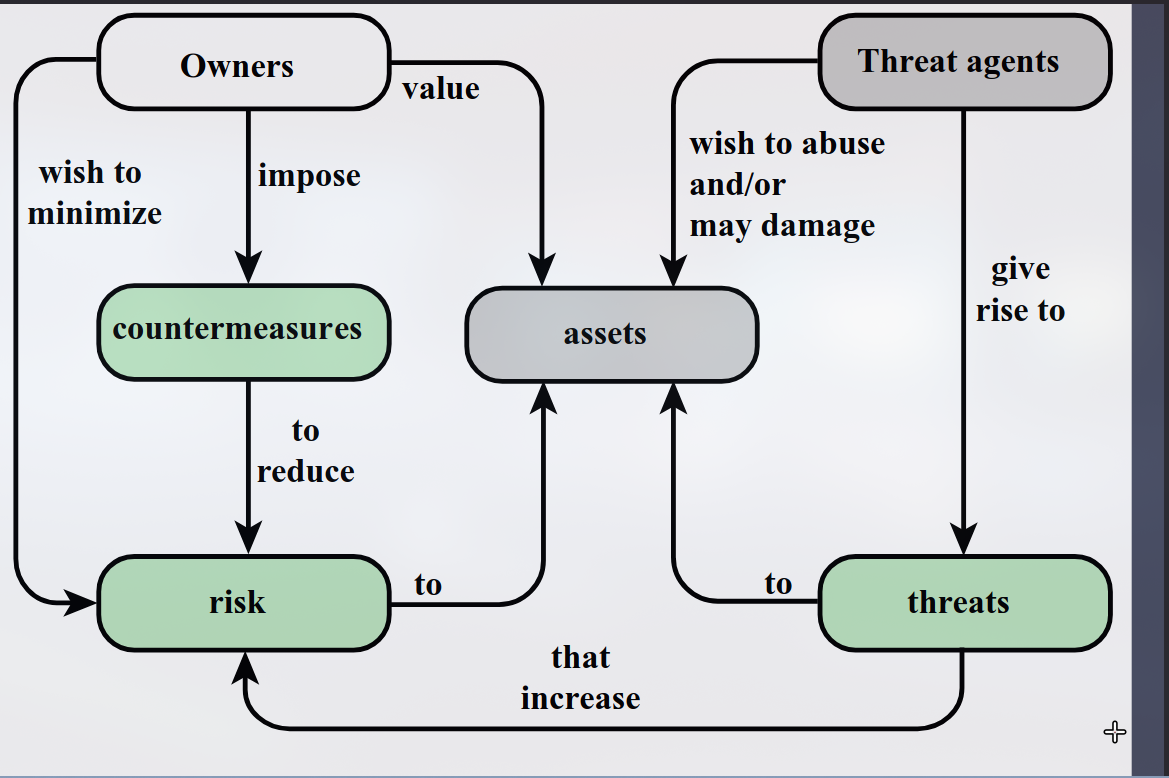 Owners
Threat agents
value
wish to abuse
and/or
may damage
wish to
minimize
impose
give
rise to
countermeasures
assets
to
reduce
risk
to
to
threats
that
increase